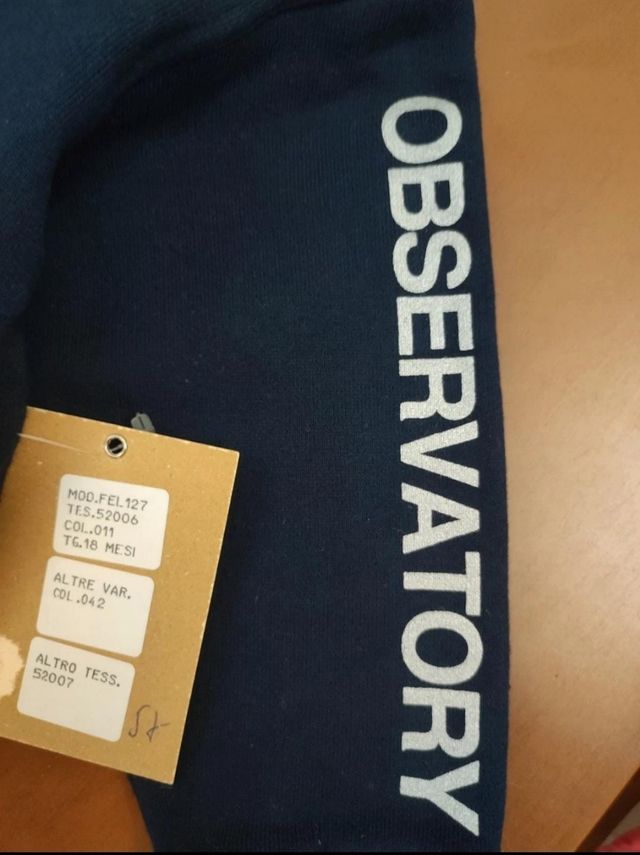 OBSERVATORY
MOD.FEL127
TES.52006
COL.011
TG.18 MESI
ALTRE VAR.
COL.042
ALTRO TESS.
52007